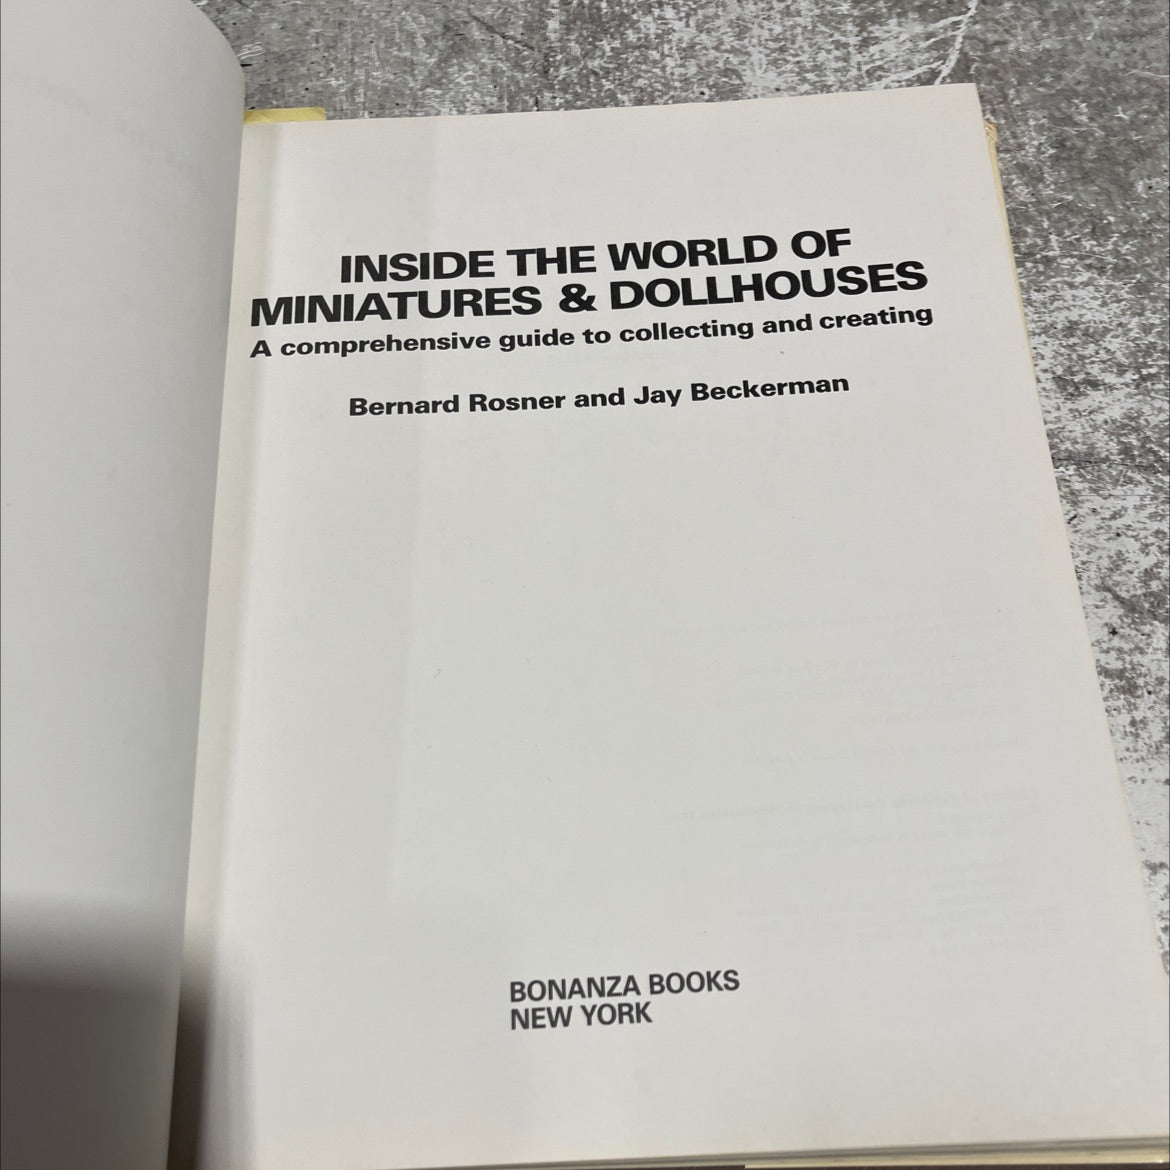 INSIDE THE WORLD OF
MINIATURES & DOLLHOUSES
A comprehensive guide to collecting and creating
Bernard Rosner and Jay Beckerman
BONANZA BOOKS
NEW YORK